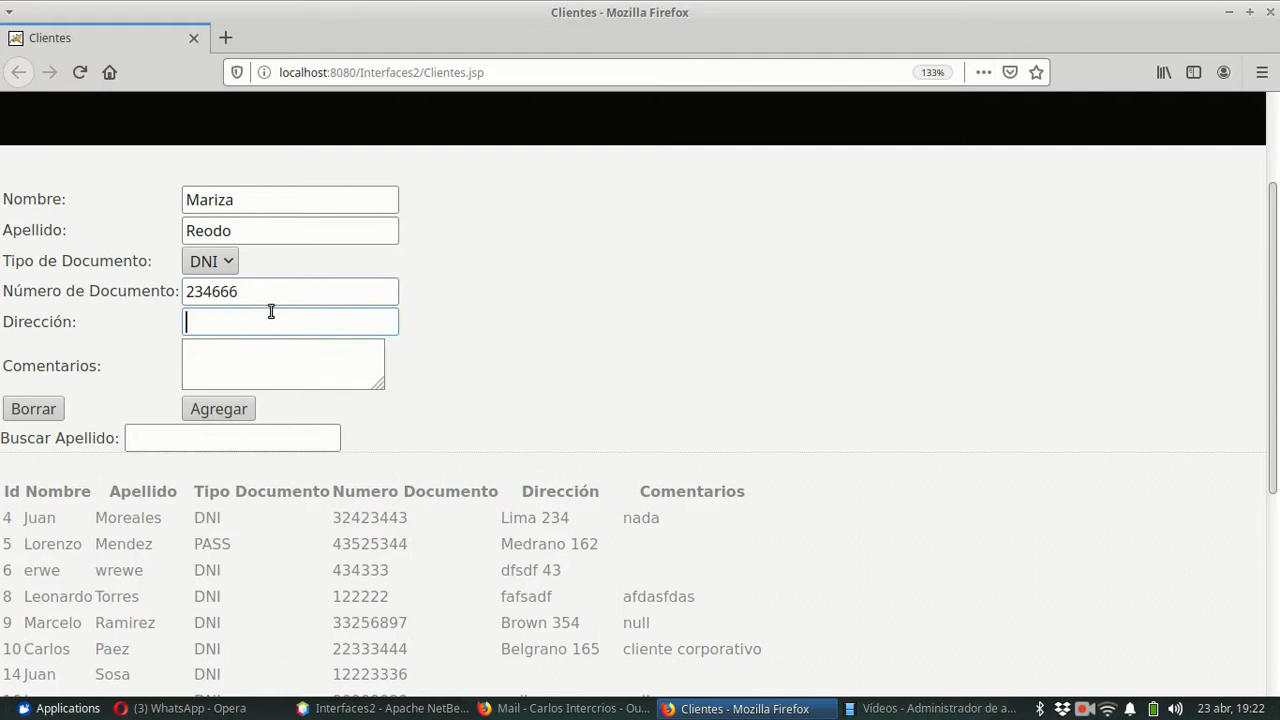 Clientes - Mozilla Firefox
Clientes
localhost:8080/Interfaces2/Clientes.jsp 133%
Nombre: Mariza
Apellido: Reodo
Tipo de Documento: DNI
Número de Documento: 234666
Dirección:
Comentarios:
Borrar Agregar
Buscar Apellido:
Id Nombre Apellido Tipo Documento Numero Documento Dirección Comentarios
4 Juan Moreales DNI 32423443 Lima 234 nada
5 Lorenzo Mendez PASS 43525344 Medrano 162
6 erwe wrewe DNI 434333 dfsdf 43
8 Leonardo Torres DNI 122222 fafsadf afdasfdas
9 Marcelo Ramirez DNI 33256897 Brown 354 null
10 Carlos Paez DNI 22333444 Belgrano 165 cliente corporativo
14 Juan Sosa DNI 12223336
Applications (3) WhatsApp - Opera Interfaces2 - Apache NetBe... Mail - Carlos Intercrios - Ou... Clientes - Mozilla Firefox Vídeos - Administrador de a... 23 abr, 19:22